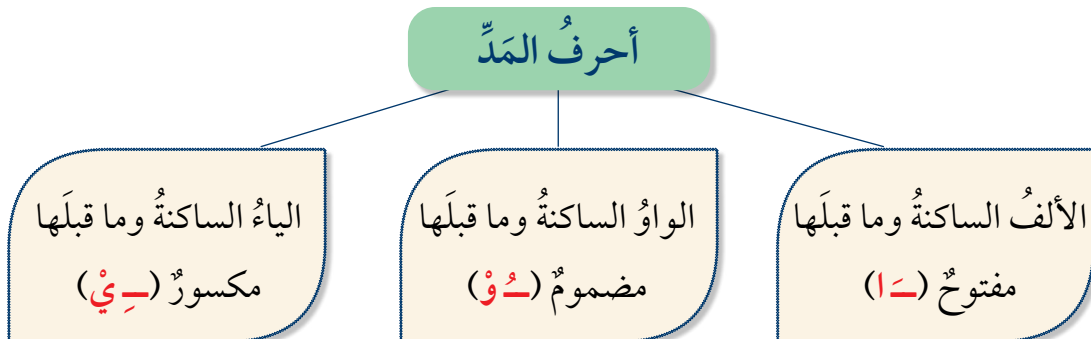 أحرفُ المَدِّ
الألفُ الساكنةُ وما قبلَها
مفتوحٌ (ـَ ا)
الواوُ الساكنةُ وما قبلَها
مضمومٌ (ـُ وْ)
الياءُ الساكنةُ وما قبلَها
مكسورٌ (ـِ يْ)